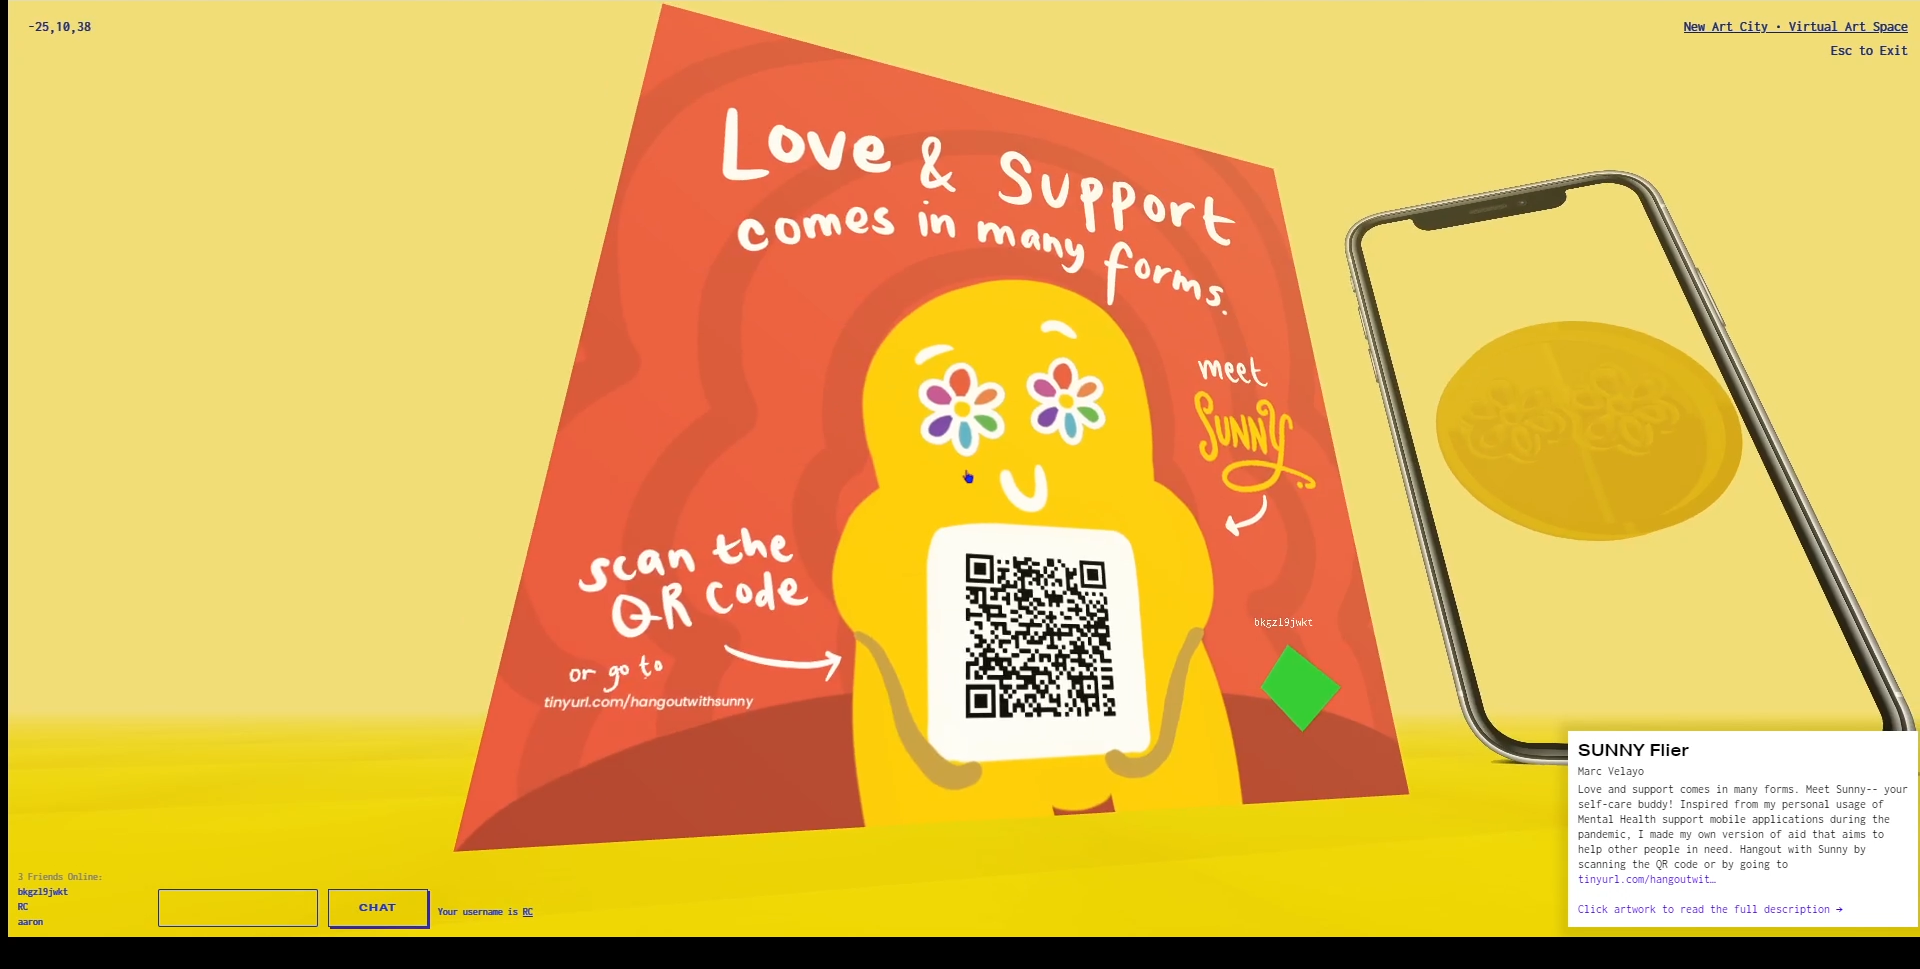 -25,10,38
New Art City · Virtual Art Space
Esc to Exit
Love & Support
comes in many forms.
meet
SUNNY
scan the
QR Code
or go to
tinyurl.com/hangoutwithsunny
bkgzl9jwkt
SUNNY Flier
Marc Velayo
Love and support comes in many forms. Meet Sunny-- your
self-care buddy! Inspired from my personal usage of
Mental Health support mobile applications during the
pandemic, I made my own version of aid that aims to
help other people in need. Hangout with Sunny by
scanning the QR code or by going to
tinyurl.com/hangoutwit…
Click artwork to read the full description →
3 Friends Online:
bkgzl9jwkt
RC
aaron
CHAT
Your username is RC